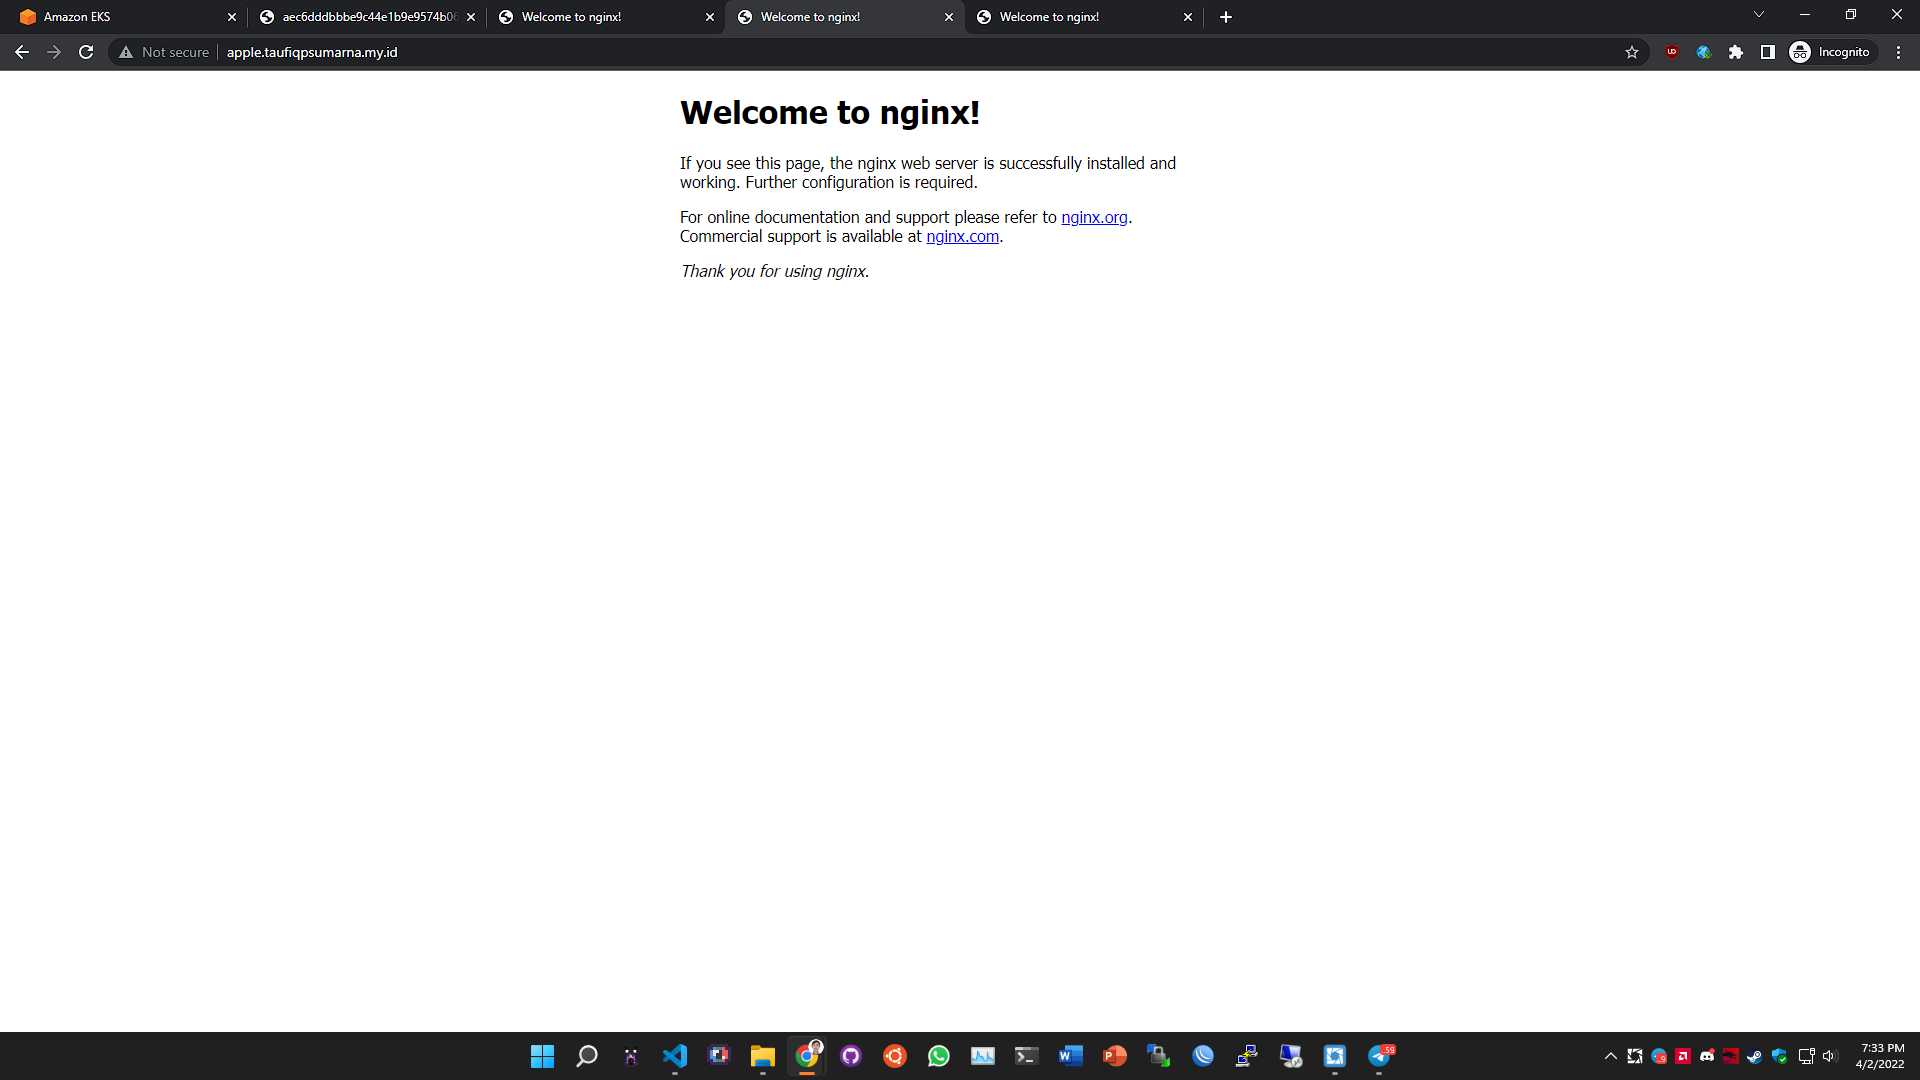 Amazon EKS
aec6dddbbbe9c44e1b9e9574b06
Welcome to nginx!
Welcome to nginx!
Welcome to nginx!
Not secure
apple.taufiqpsumarna.my.id
Incognito
Welcome to nginx!
If you see this page, the nginx web server is successfully installed and
working. Further configuration is required.
For online documentation and support please refer to nginx.org.
Commercial support is available at nginx.com.
Thank you for using nginx.
59
7:33 PM
4/2/2022